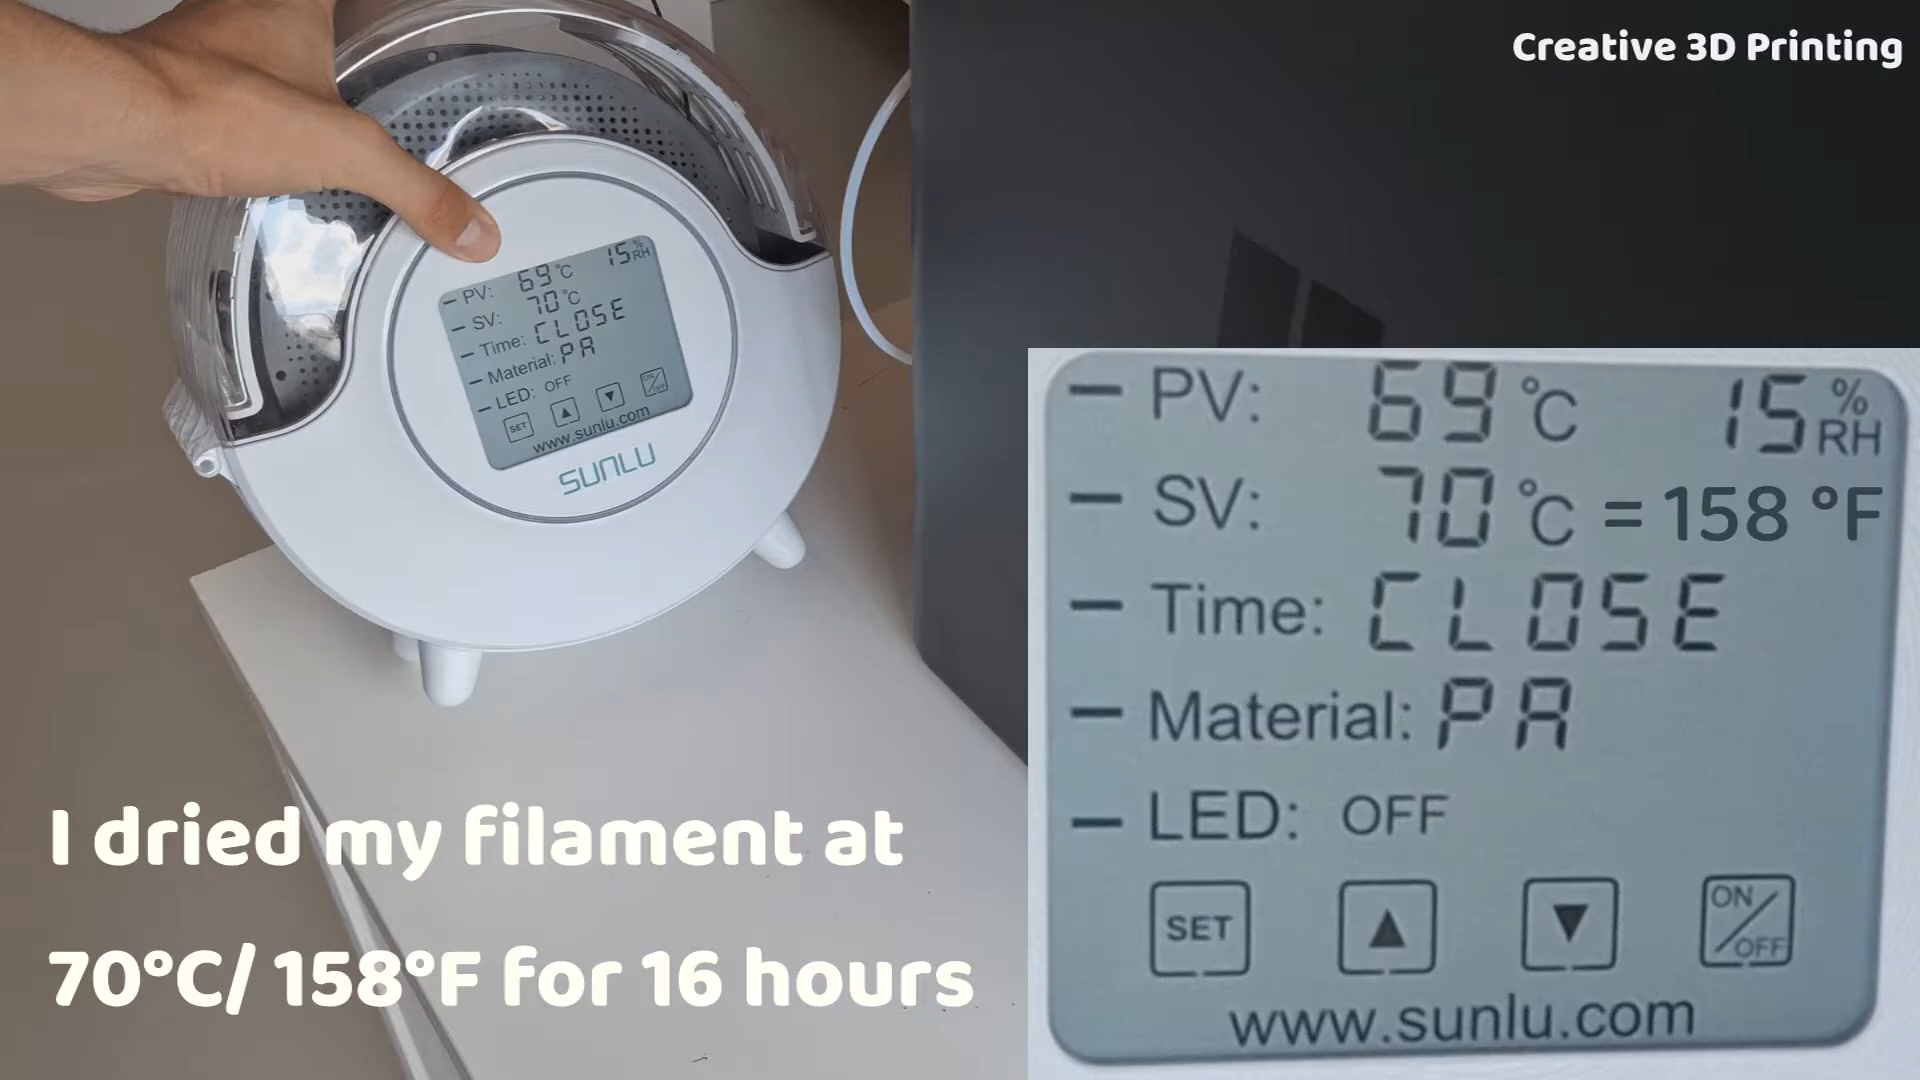 Creative 3D Printing
PV: 69 °C 15 % RH
SV: 70 °C
Time: CLOSE
Material: PA
LED: OFF
SET ▲ ▼ ON/OFF
www.sunlu.com
SUNLU
PV: 69 °C 15 % RH
SV: 70 °C = 158 °F
Time: CLOSE
Material: PA
LED: OFF
SET ▲ ▼ ON/OFF
www.sunlu.com
I dried my filament at
70°C/ 158°F for 16 hours